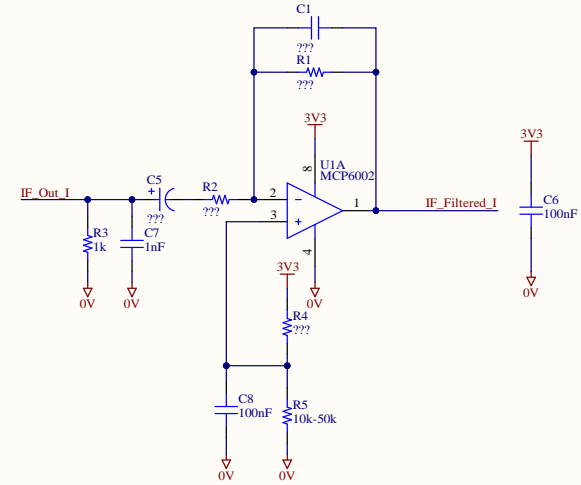 C1
???
R1
???
3V3
8
U1A
MCP6002
3V3
C5
+
R2
IF_Out_I
2
−
???
???
3
+
1
IF_Filtered_I
C6
100nF
R3
1k
C7
1nF
4
3V3
0V
0V
0V
0V
R4
???
C8
100nF
R5
10k-50k
0V
0V